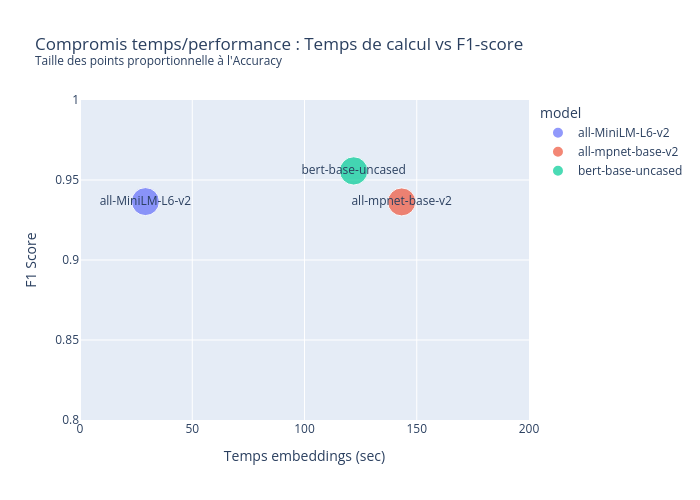 Compromis temps/performance : Temps de calcul vs F1-score
Taille des points proportionnelle à l'Accuracy
model
all-MiniLM-L6-v2
all-mpnet-base-v2
bert-base-uncased
F1 Score
1
0.95
0.9
0.85
0.8
bert-base-uncased
all-MiniLM-L6-v2
all-mpnet-base-v2
0
50
100
150
200
Temps embeddings (sec)